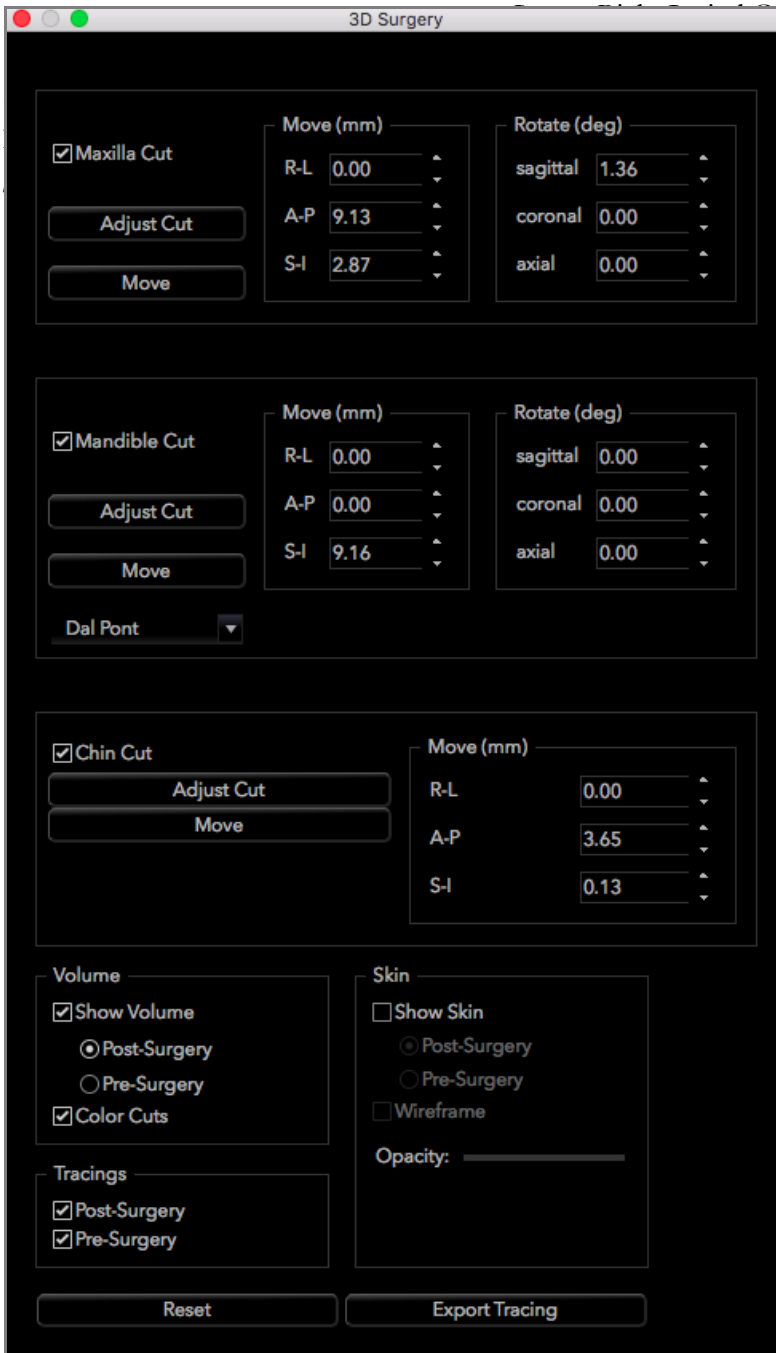 3D Surgery
Maxilla Cut
Adjust Cut
Move
Move (mm)
R-L 0.00
A-P 9.13
S-I 2.87
Rotate (deg)
sagittal 1.36
coronal 0.00
axial 0.00
Mandible Cut
Adjust Cut
Move
Dal Pont
Move (mm)
R-L 0.00
A-P 0.00
S-I 9.16
Rotate (deg)
sagittal 0.00
coronal 0.00
axial 0.00
Chin Cut
Adjust Cut
Move
Move (mm)
R-L 0.00
A-P 3.65
S-I 0.13
Volume
Show Volume
Post-Surgery
Pre-Surgery
Color Cuts
Tracings
Post-Surgery
Pre-Surgery
Skin
Show Skin
Post-Surgery
Pre-Surgery
Wireframe
Opacity:
Reset
Export Tracing